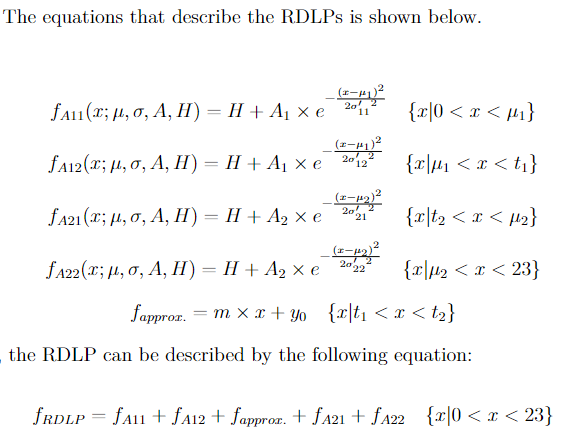 The equations that describe the RDLPs is shown below.
f_{A11}(x; μ, σ, A, H) = H + A_1 × e^{-\frac{(x-μ_1)^2}{2σ'^2_{11}}} {x|0 < x < μ_1}
f_{A12}(x; μ, σ, A, H) = H + A_1 × e^{-\frac{(x-μ_1)^2}{2σ'^2_{12}}} {x|μ_1 < x < t_1}
f_{A21}(x; μ, σ, A, H) = H + A_2 × e^{-\frac{(x-μ_2)^2}{2σ'^2_{21}}} {x|t_2 < x < μ_2}
f_{A22}(x; μ, σ, A, H) = H + A_2 × e^{-\frac{(x-μ_2)^2}{2σ'^2_{22}}} {x|μ_2 < x < 23}
f_{approx.} = m × x + y_0 {x|t_1 < x < t_2}
, the RDLP can be described by the following equation:
f_{RDLP} = f_{A11} + f_{A12} + f_{approx.} + f_{A21} + f_{A22} {x|0 < x < 23}